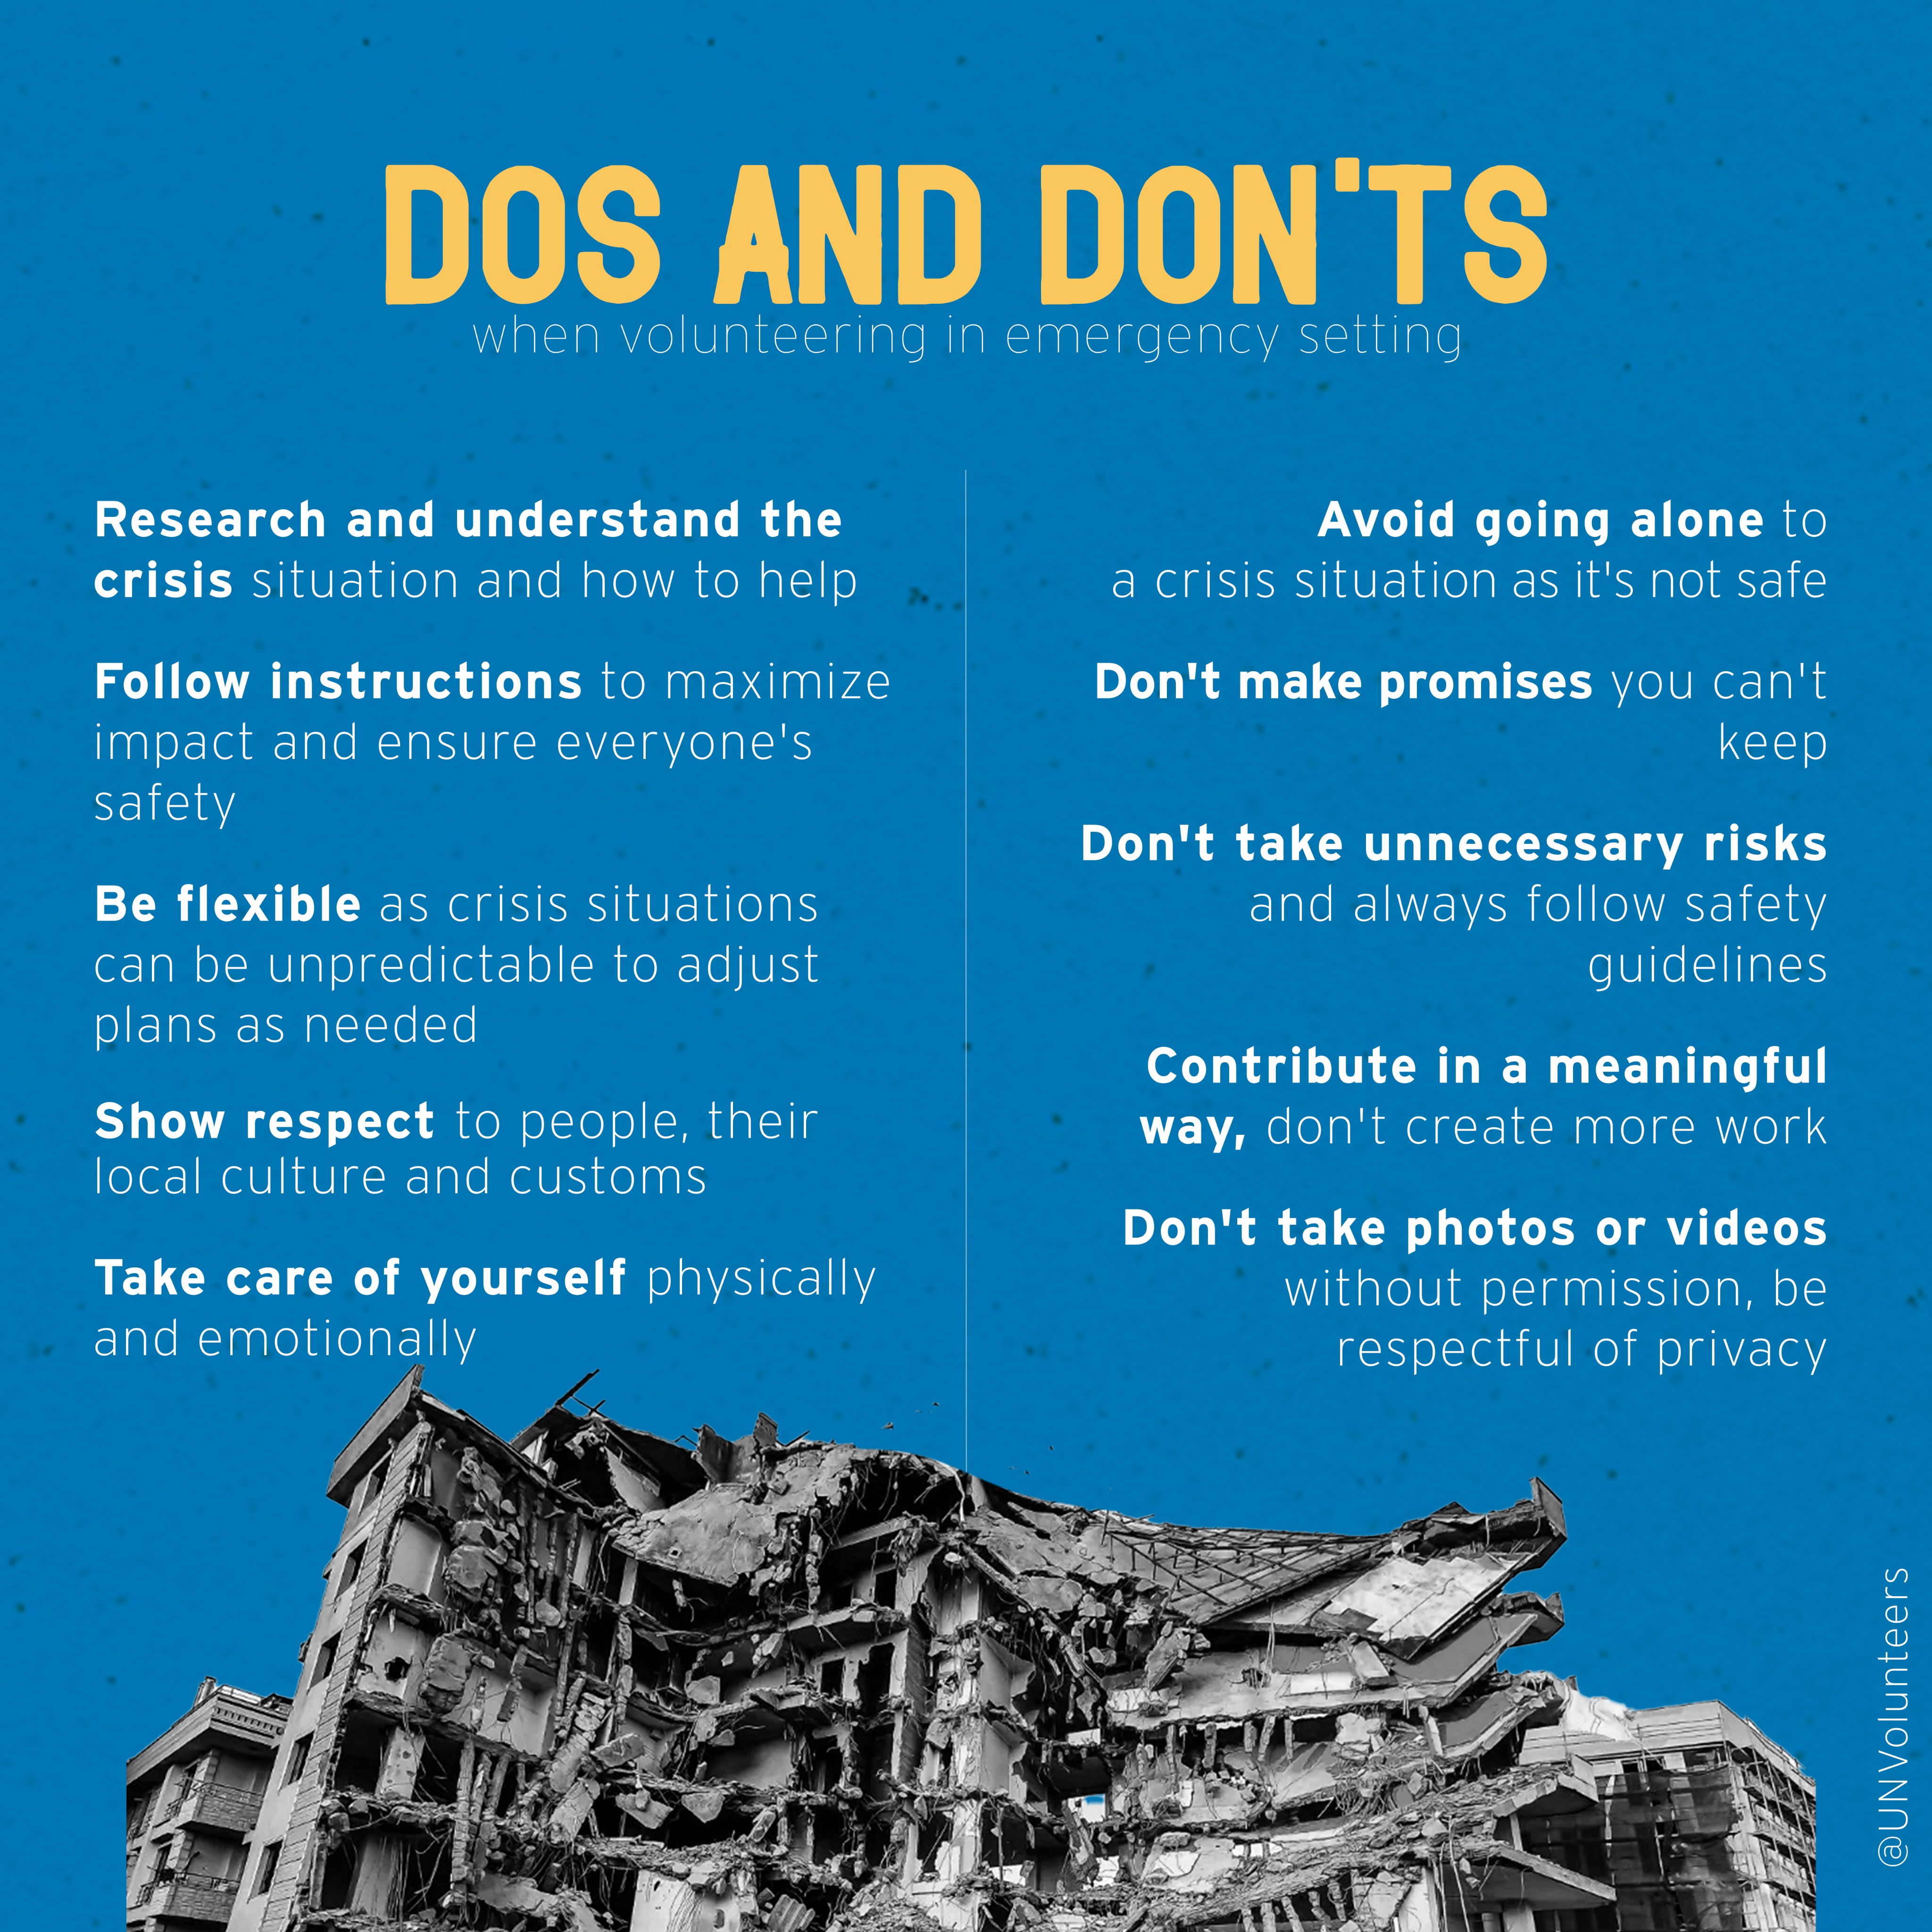 DOS AND DON'TS
when volunteering in emergency setting
Research and understand the
crisis situation and how to help
Follow instructions to maximize
impact and ensure everyone's
safety
Be flexible as crisis situations
can be unpredictable to adjust
plans as needed
Show respect to people, their
local culture and customs
Take care of yourself physically
and emotionally
Avoid going alone to
a crisis situation as it's not safe
Don't make promises you can't
keep
Don't take unnecessary risks
and always follow safety
guidelines
Contribute in a meaningful
way, don't create more work
Don't take photos or videos
without permission, be
respectful of privacy
@UNVolunteers